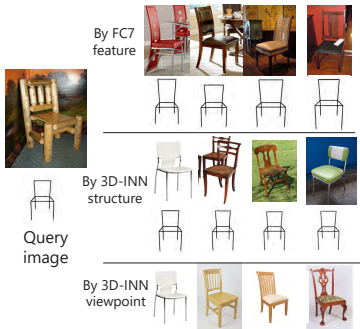 By FC7
feature
By 3D-INN
structure
Query
image
By 3D-INN
viewpoint